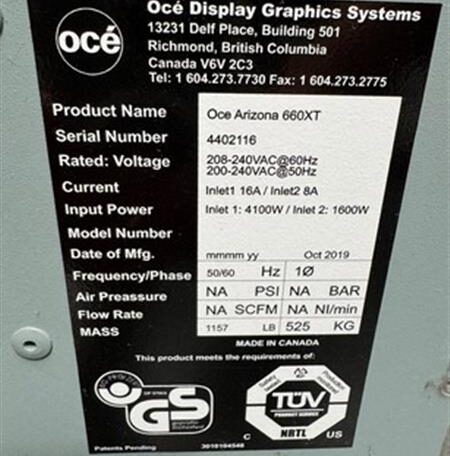 océ
Océ Display Graphics Systems
13231 Delf Place, Building 501
Richmond, British Columbia
Canada V6V 2C3
Tel: 1 604.273.7730 Fax: 1 604.273.2775
Product Name Oce Arizona 660XT
Serial Number 4402116
Rated: Voltage 208-240VAC@60Hz
200-240VAC@50Hz
Current Inlet1 16A / Inlet2 8A
Input Power Inlet 1: 4100W / Inlet 2: 1600W
Model Number
Date of Mfg. mmmm yy Oct 2019
Frequency/Phase 50/60 Hz 1Ø
Air Preassure NA PSI NA BAR
Flow Rate NA SCFM NA Nl/min
MASS 1157 LB 525 KG
MADE IN CANADA
This product meets the requirements of:
GS
geprüfte Sicherheit
TÜV
PRODUCT SERVICE
C NRTL US
Patents Pending 3010104548